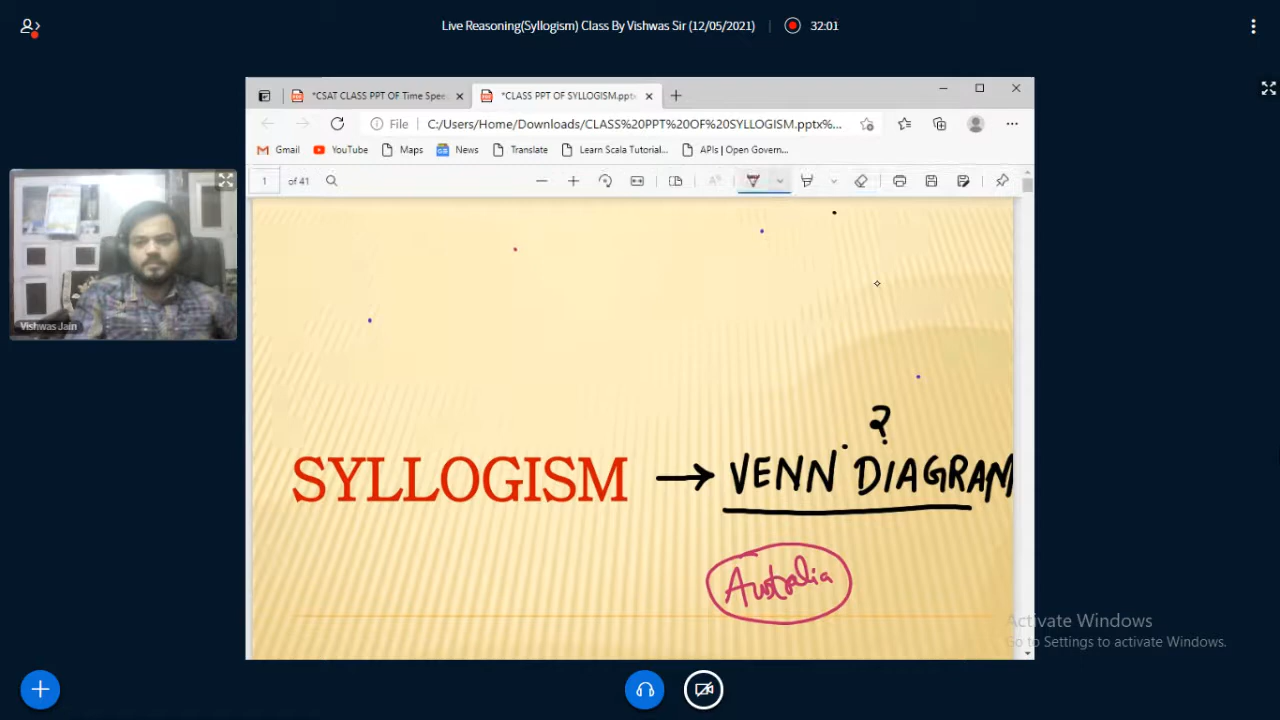 Live Reasoning(Syllogism) Class By Vishwas Sir (12/05/2021) 32:01
*CSAT CLASS PPT OF Time Spee
*CLASS PPT OF SYLLOGISM.ppt
File C:/Users/Home/Downloads/CLASS%20PPT%20OF%20SYLLOGISM.pptx%...
Gmail YouTube Maps News Translate Learn Scala Tutorial... APIs | Open Govern...
1 of 41
Vishwas Jain
?
SYLLOGISM → VENN DIAGRAM
Australia
Activate Windows
Go to Settings to activate Windows.